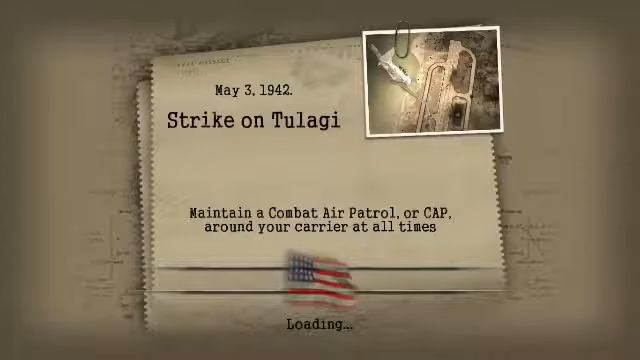 May 3, 1942.
Strike on Tulagi
Maintain a Combat Air Patrol, or CAP,
around your carrier at all times
Loading...